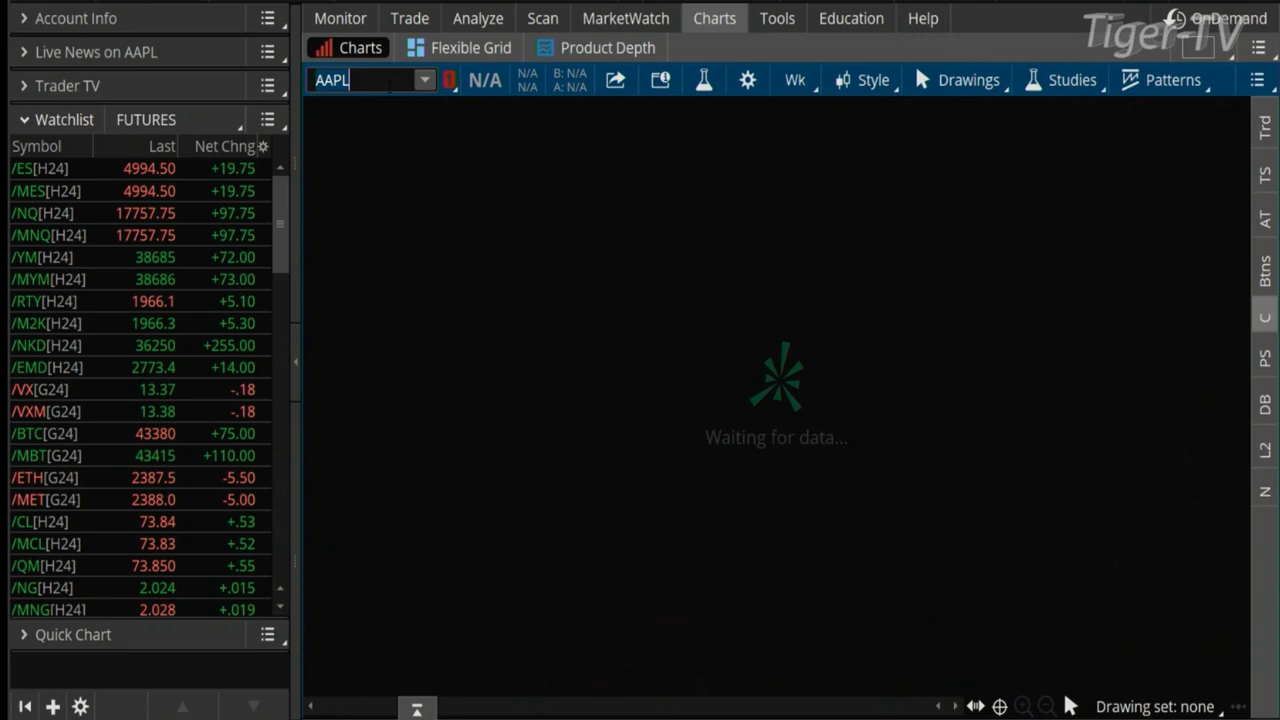 Account Info
Live News on AAPL
Trader TV
Watchlist FUTURES
Symbol Last Net Chng
/ES[H24] 4994.50 +19.75
/MES[H24] 4994.50 +19.75
/NQ[H24] 17757.75 +97.75
/MNQ[H24] 17757.75 +97.75
/YM[H24] 38685 +72.00
/MYM[H24] 38686 +73.00
/RTY[H24] 1966.1 +5.10
/M2K[H24] 1966.3 +5.30
/NKD[H24] 36250 +255.00
/EMD[H24] 2773.4 +14.00
/VX[G24] 13.37 -.18
/VXM[G24] 13.38 -.18
/BTC[G24] 43380 +75.00
/MBT[G24] 43415 +110.00
/ETH[G24] 2387.5 -5.50
/MET[G24] 2388.0 -5.00
/CL[H24] 73.84 +.53
/MCL[H24] 73.83 +.52
/QM[H24] 73.850 +.55
/NG[H24] 2.024 +.015
/MNG[H24] 2.028 +.019
Quick Chart
Monitor Trade Analyze Scan MarketWatch Charts Tools Education Help
OnDemand
Tiger-TV
Charts Flexible Grid Product Depth
AAPL N/A N/A B: N/A Wk Style Drawings Studies Patterns
N/A A: N/A
Waiting for data...
Trd
TS
AT
Btns
C
PS
DB
L2
N
Drawing set: none